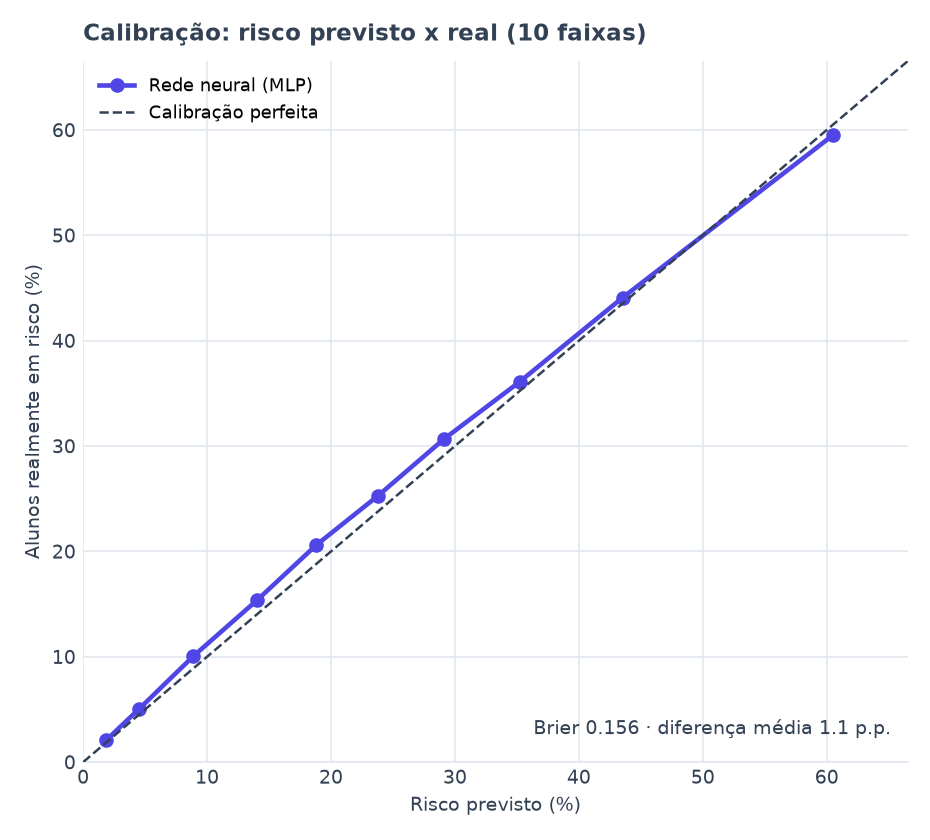 Calibração: risco previsto x real (10 faixas)
Rede neural (MLP)
Calibração perfeita
60
50
40
30
20
10
0
Alunos realmente em risco (%)
Brier 0.156 · diferença média 1.1 p.p.
0 10 20 30 40 50 60
Risco previsto (%)